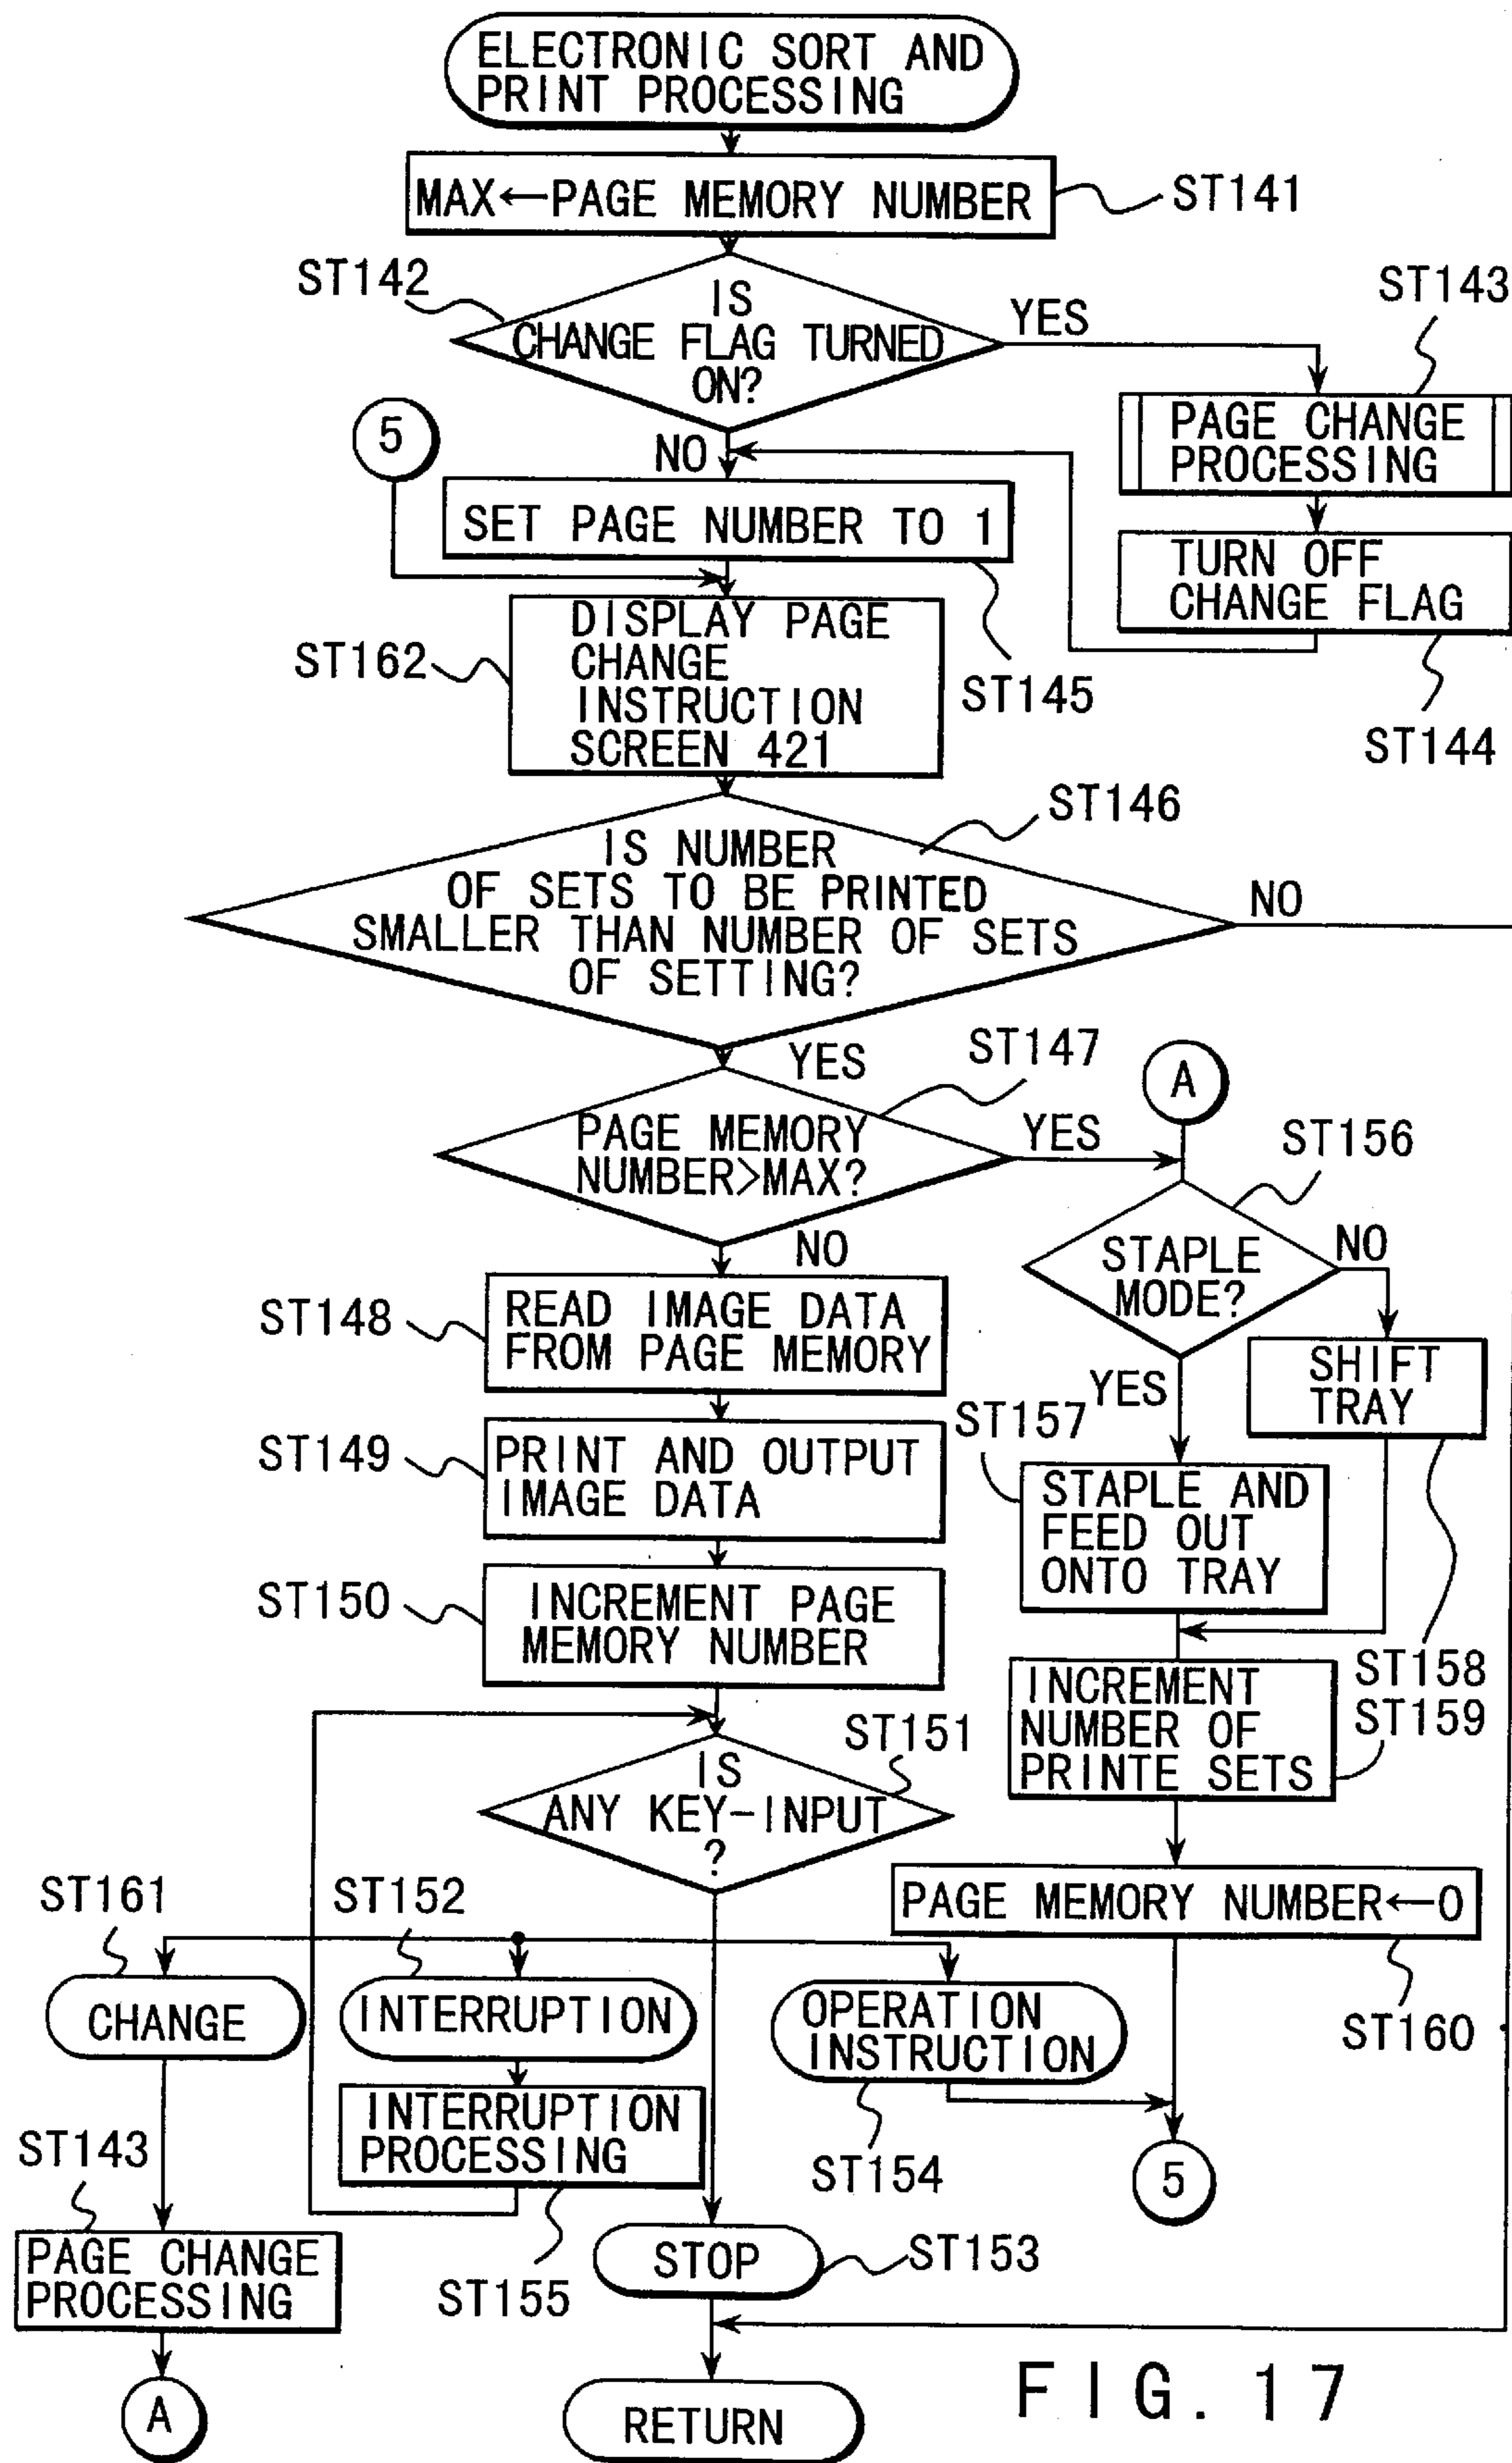 ELECTRONIC SORT AND
PRINT PROCESSING
MAX←PAGE MEMORY NUMBER
ST141
ST142
IS
CHANGE FLAG TURNED
ON?
YES
ST143
PAGE CHANGE
PROCESSING
5
NO
SET PAGE NUMBER TO 1
TURN OFF
CHANGE FLAG
ST162
DISPLAY PAGE
CHANGE
INSTRUCTION
SCREEN 421
ST145
ST144
ST146
IS NUMBER
OF SETS TO BE PRINTED
SMALLER THAN NUMBER OF SETS
OF SETTING?
NO
YES
ST147
A
PAGE MEMORY
NUMBER>MAX?
YES
ST156
NO
STAPLE
MODE?
NO
ST148
READ IMAGE DATA
FROM PAGE MEMORY
YES
SHIFT
TRAY
ST157
ST149
PRINT AND OUTPUT
IMAGE DATA
STAPLE AND
FEED OUT
ONTO TRAY
ST150
INCREMENT PAGE
MEMORY NUMBER
ST158
INCREMENT
NUMBER OF
PRINTE SETS
ST159
ST151
IS
ANY KEY-INPUT
?
ST161
ST152
PAGE MEMORY NUMBER←0
CHANGE
INTERRUPTION
OPERATION
INSTRUCTION
ST160
INTERRUPTION
PROCESSING
ST143
ST154
5
PAGE CHANGE
PROCESSING
ST155
STOP
ST153
A
RETURN
FIG. 17